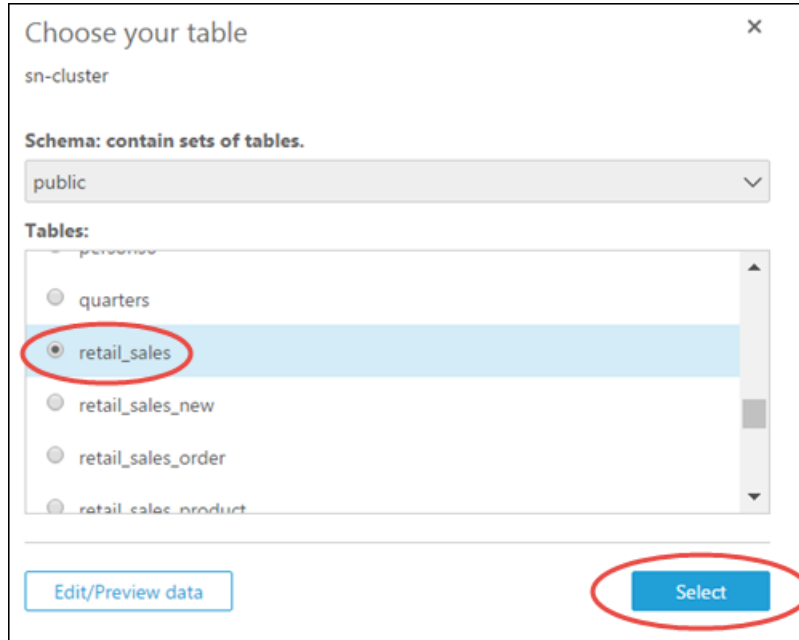 Choose your table
sn-cluster
Schema: contain sets of tables.
public
Tables:
quarters
retail_sales
retail_sales_new
retail_sales_order
retail_sales_product
Edit/Preview data
Select